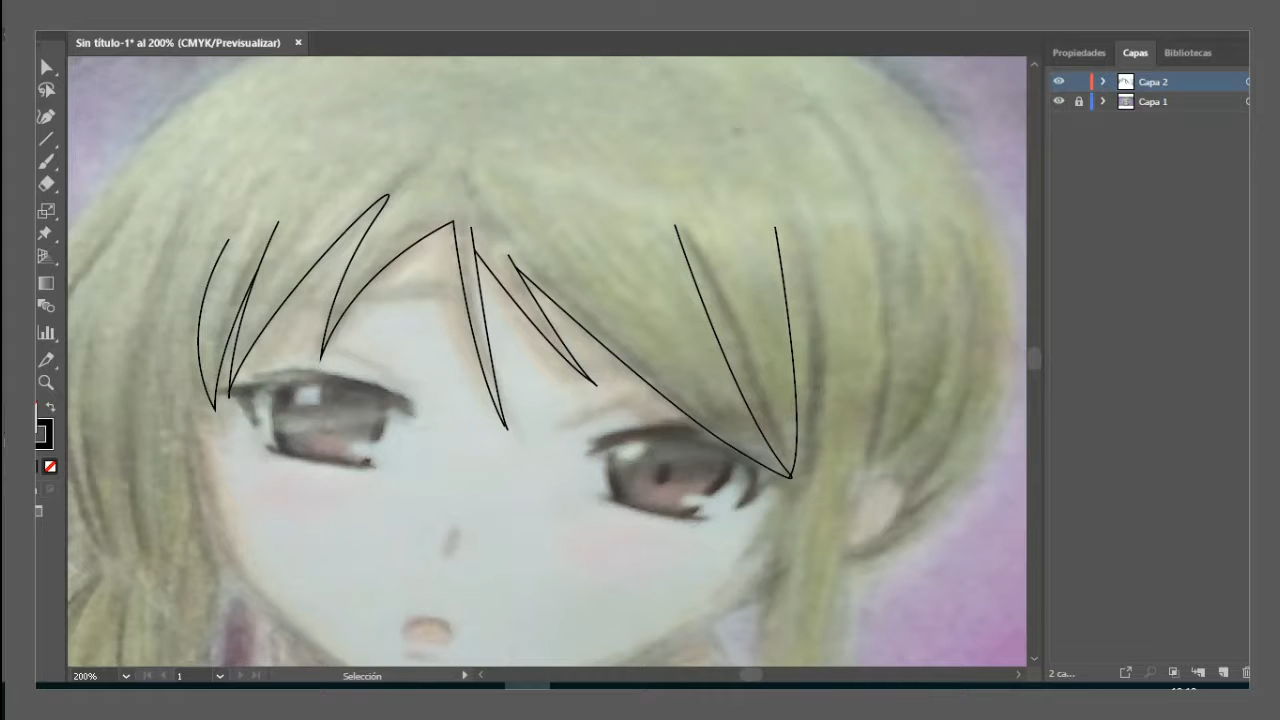 Sin título-1* al 200% (CMYK/Previsualizar) ×
Propiedades Capas Bibliotecas
Capa 2
Capa 1
200% 1 Selección
2 ca...